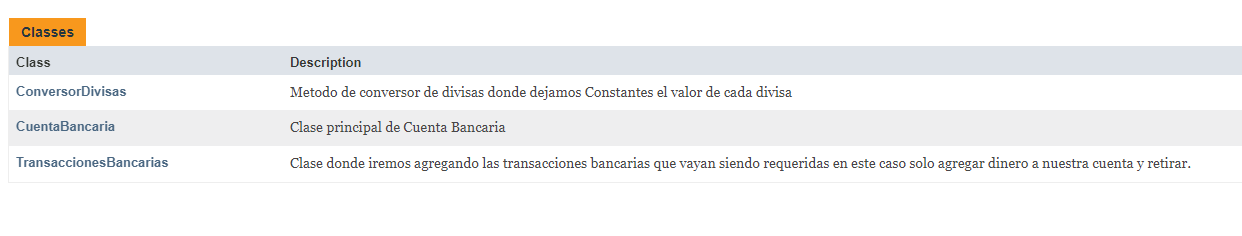 Classes
Class Description
ConversorDivisas Metodo de conversor de divisas donde dejamos Constantes el valor de cada divisa
CuentaBancaria Clase principal de Cuenta Bancaria
TransaccionesBancarias Clase donde iremos agregando las transacciones bancarias que vayan siendo requeridas en este caso solo agregar dinero a nuestra cuenta y retirar.